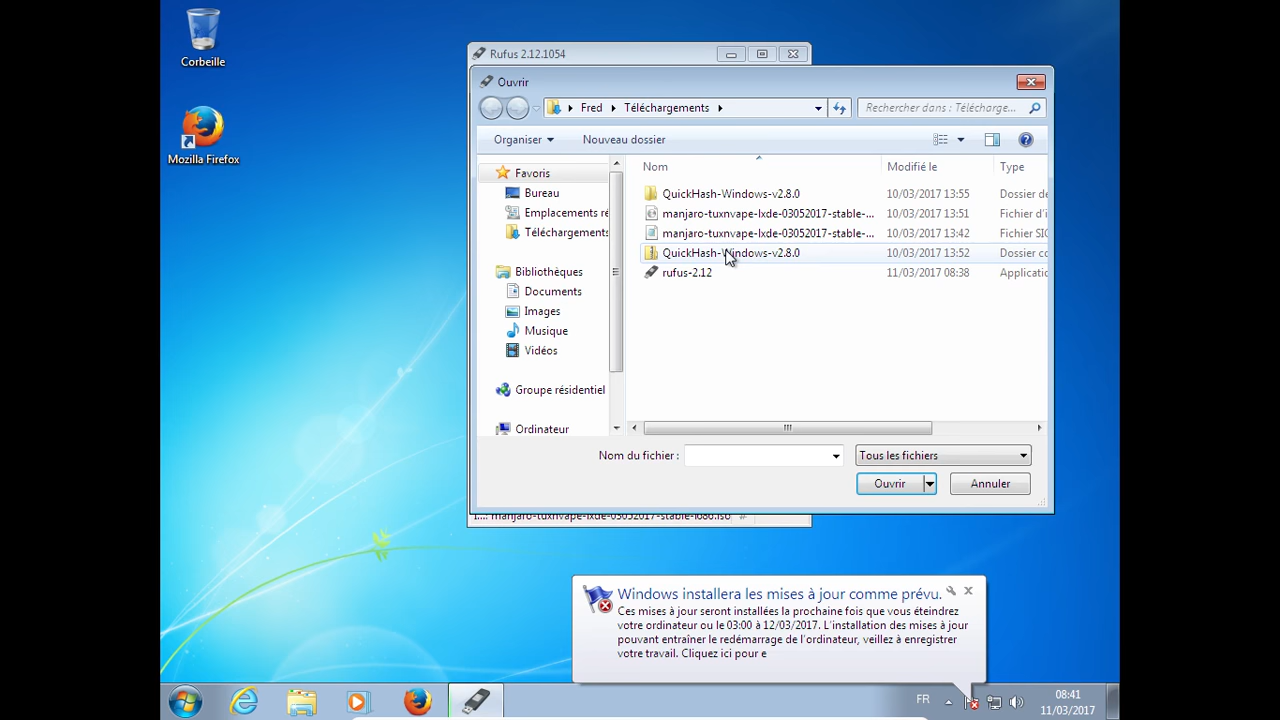 Corbeille
Mozilla Firefox
Rufus 2.12.1054
Ouvrir
Fred Téléchargements
Rechercher dans : Télécharge...
Organiser
Nouveau dossier
Favoris
Bureau
Emplacements ré
Téléchargements
Bibliothèques
Documents
Images
Musique
Vidéos
Groupe résidentiel
Ordinateur
Nom Modifié le Type
QuickHash-Windows-v2.8.0 10/03/2017 13:55 Dossier de
manjaro-tuxnvape-lxde-03052017-stable-... 10/03/2017 13:51 Fichier d'i
manjaro-tuxnvape-lxde-03052017-stable-... 10/03/2017 13:42 Fichier SIG
QuickHash-Windows-v2.8.0 10/03/2017 13:52 Dossier co
rufus-2.12 11/03/2017 08:38 Applicatio
Nom du fichier :
Tous les fichiers
Ouvrir
Annuler
manjaro-tuxnvape-lxde-03052017-stable-i686.iso #
Windows installera les mises à jour comme prévu.
Ces mises à jour seront installées la prochaine fois que vous éteindrez
votre ordinateur ou le 03:00 à 12/03/2017. L'installation des mises à jour
pouvant entraîner le redémarrage de l'ordinateur, veillez à enregistrer
votre travail. Cliquez ici pour e
FR
08:41
11/03/2017